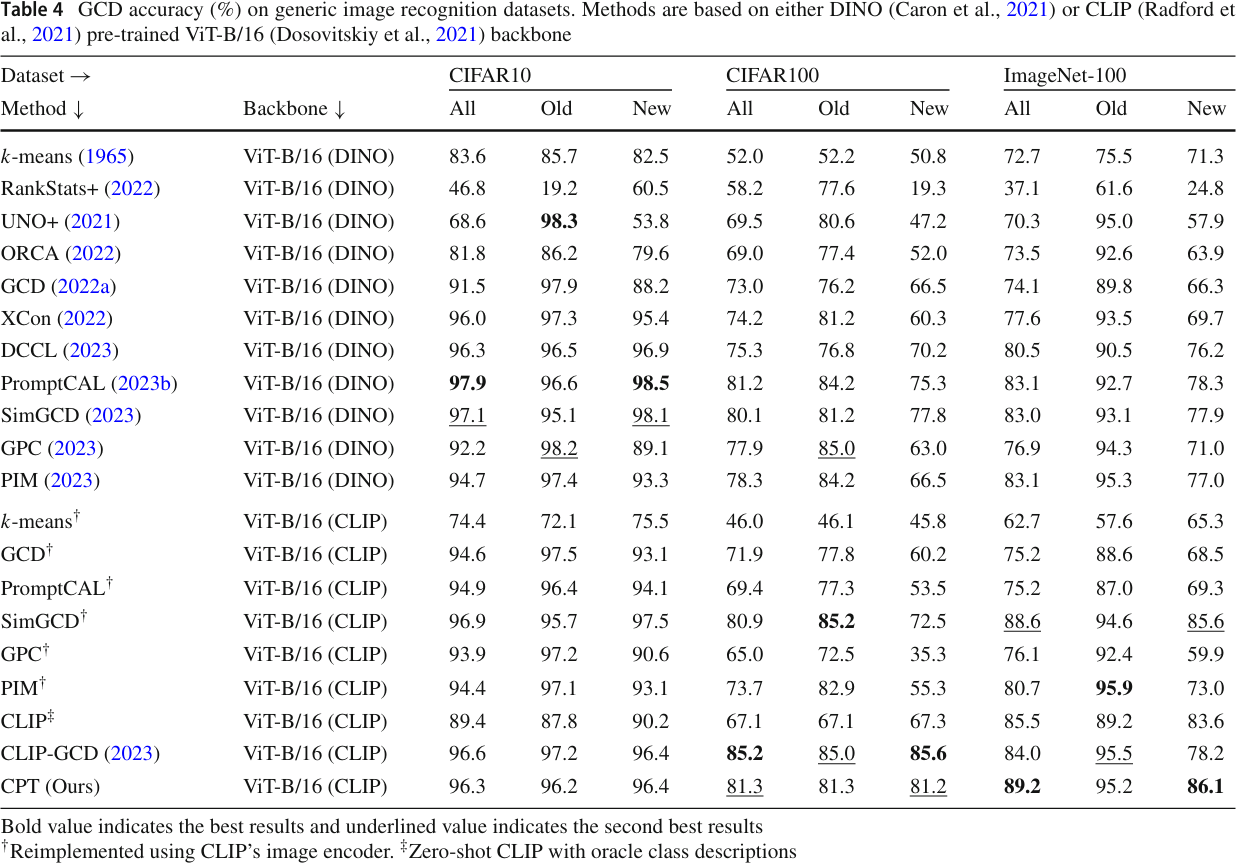 Table 4 GCD accuracy (%) on generic image recognition datasets. Methods are based on either DINO (Caron et al., 2021) or CLIP (Radford et
al., 2021) pre-trained ViT-B/16 (Dosovitskiy et al., 2021) backbone
Dataset → CIFAR10 CIFAR100 ImageNet-100
Method ↓ Backbone ↓ All Old New All Old New All Old New
k-means (1965) ViT-B/16 (DINO) 83.6 85.7 82.5 52.0 52.2 50.8 72.7 75.5 71.3
RankStats+ (2022) ViT-B/16 (DINO) 46.8 19.2 60.5 58.2 77.6 19.3 37.1 61.6 24.8
UNO+ (2021) ViT-B/16 (DINO) 68.6 98.3 53.8 69.5 80.6 47.2 70.3 95.0 57.9
ORCA (2022) ViT-B/16 (DINO) 81.8 86.2 79.6 69.0 77.4 52.0 73.5 92.6 63.9
GCD (2022a) ViT-B/16 (DINO) 91.5 97.9 88.2 73.0 76.2 66.5 74.1 89.8 66.3
XCon (2022) ViT-B/16 (DINO) 96.0 97.3 95.4 74.2 81.2 60.3 77.6 93.5 69.7
DCCL (2023) ViT-B/16 (DINO) 96.3 96.5 96.9 75.3 76.8 70.2 80.5 90.5 76.2
PromptCAL (2023b) ViT-B/16 (DINO) 97.9 96.6 98.5 81.2 84.2 75.3 83.1 92.7 78.3
SimGCD (2023) ViT-B/16 (DINO) 97.1 95.1 98.1 80.1 81.2 77.8 83.0 93.1 77.9
GPC (2023) ViT-B/16 (DINO) 92.2 98.2 89.1 77.9 85.0 63.0 76.9 94.3 71.0
PIM (2023) ViT-B/16 (DINO) 94.7 97.4 93.3 78.3 84.2 66.5 83.1 95.3 77.0
k-means† ViT-B/16 (CLIP) 74.4 72.1 75.5 46.0 46.1 45.8 62.7 57.6 65.3
GCD† ViT-B/16 (CLIP) 94.6 97.5 93.1 71.9 77.8 60.2 75.2 88.6 68.5
PromptCAL† ViT-B/16 (CLIP) 94.9 96.4 94.1 69.4 77.3 53.5 75.2 87.0 69.3
SimGCD† ViT-B/16 (CLIP) 96.9 95.7 97.5 80.9 85.2 72.5 88.6 94.6 85.6
GPC† ViT-B/16 (CLIP) 93.9 97.2 90.6 65.0 72.5 35.3 76.1 92.4 59.9
PIM† ViT-B/16 (CLIP) 94.4 97.1 93.1 73.7 82.9 55.3 80.7 95.9 73.0
CLIP‡ ViT-B/16 (CLIP) 89.4 87.8 90.2 67.1 67.1 67.3 85.5 89.2 83.6
CLIP-GCD (2023) ViT-B/16 (CLIP) 96.6 97.2 96.4 85.2 85.0 85.6 84.0 95.5 78.2
CPT (Ours) ViT-B/16 (CLIP) 96.3 96.2 96.4 81.3 81.3 81.2 89.2 95.2 86.1
Bold value indicates the best results and underlined value indicates the second best results
†Reimplemented using CLIP's image encoder. ‡Zero-shot CLIP with oracle class descriptions